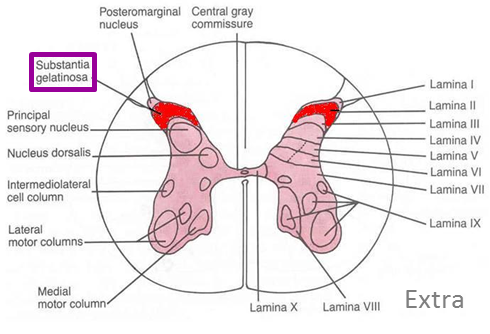 Posteromarginal
nucleus
Central gray
commissure
Substantia
gelatinosa
Principal
sensory nucleus
Nucleus dorsalis
Intermediolateral
cell column
Lateral
motor columns
Medial
motor column
Lamina I
Lamina II
Lamina III
Lamina IV
Lamina V
Lamina VI
Lamina VII
Lamina IX
Lamina X
Lamina VIII
Extra